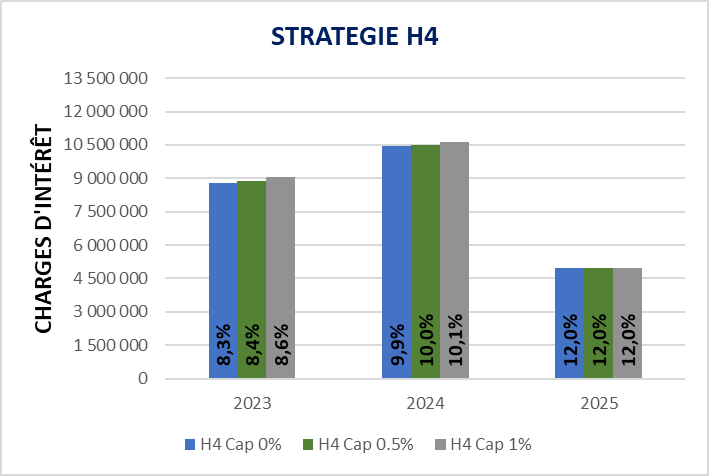 STRATEGIE H4
CHARGES D'INTÉRÊT
13 500 000
12 000 000
10 500 000
9 000 000
7 500 000
6 000 000
4 500 000
3 000 000
1 500 000
0
8,3% 8,4% 8,6% 9,9% 10,0% 10,1% 12,0% 12,0% 12,0%
2023 2024 2025
H4 Cap 0% H4 Cap 0.5% H4 Cap 1%